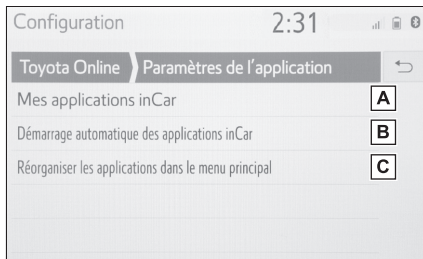 Configuration 2:31
Toyota Online Paramètres de l'application
Mes applications inCar A
Démarrage automatique des applications inCar B
Réorganiser les applications dans le menu principal C